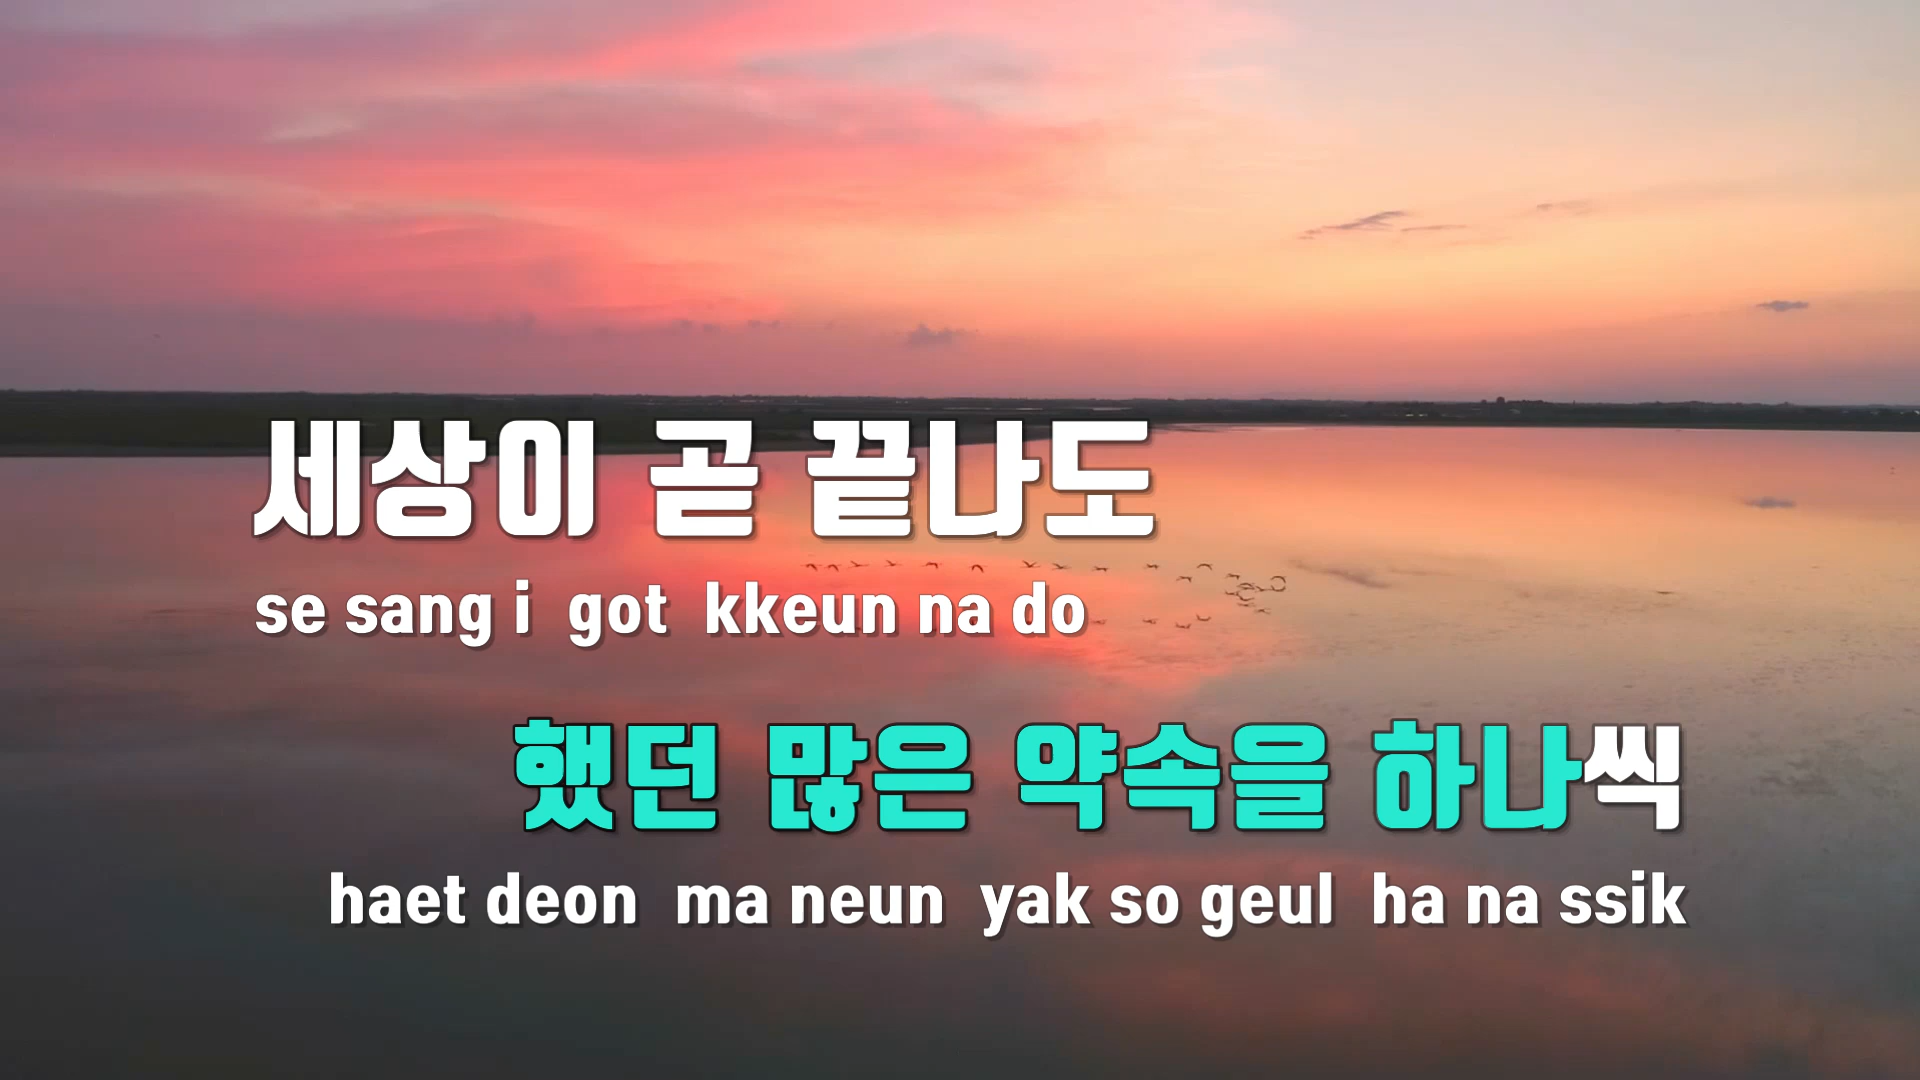 세상이 곧 끝나도
se sang i got kkeun na do
했던 많은 약속을 하나씩
haet deon ma neun yak so geul ha na ssik